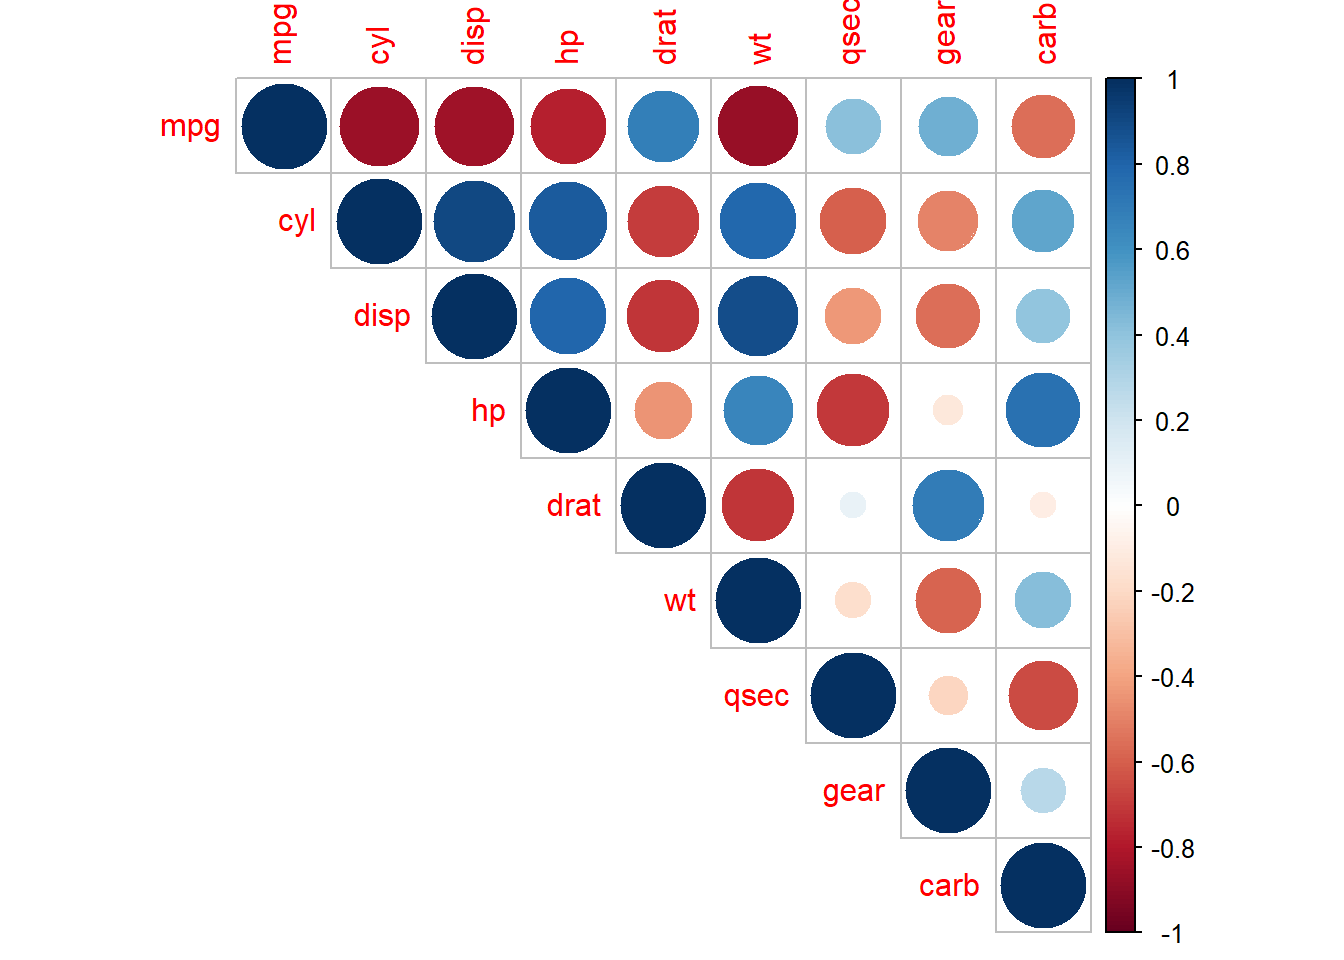 mpg cyl disp hp drat wt qsec gear carb
mpg
cyl
disp
hp
drat
wt
qsec
gear
carb
1
0.8
0.6
0.4
0.2
0
-0.2
-0.4
-0.6
-0.8
-1